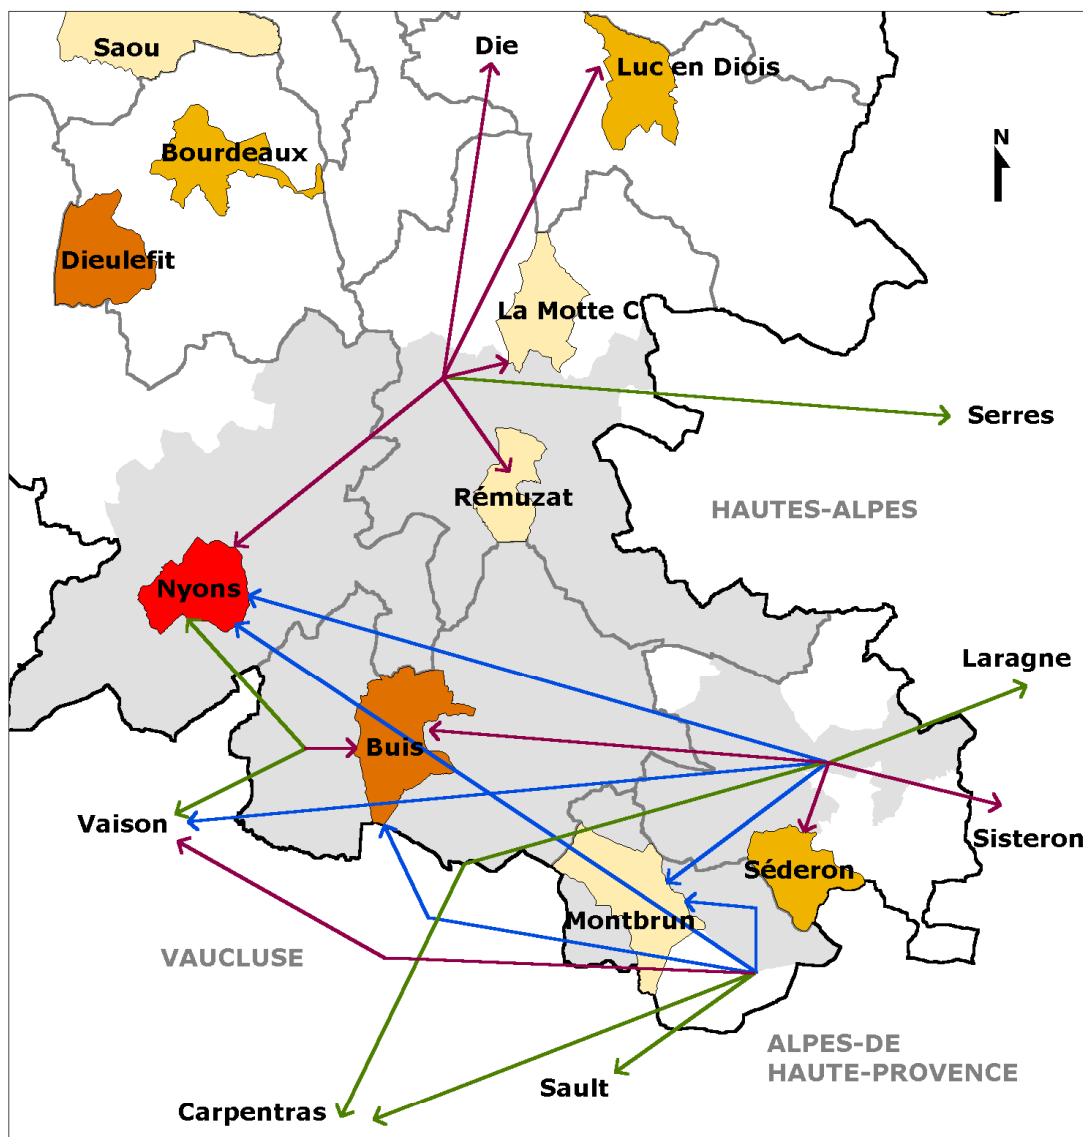 Die
Saou
Luc en Diois
N
Bourdeaux
Dieulefit
La Motte C
Serres
Rémuzat
HAUTES-ALPES
Nyons
Laragne
Buis
Vaison
Sisteron
Séderon
Montbrun
VAUCLUSE
ALPES-DE
HAUTE-PROVENCE
Sault
Carpentras